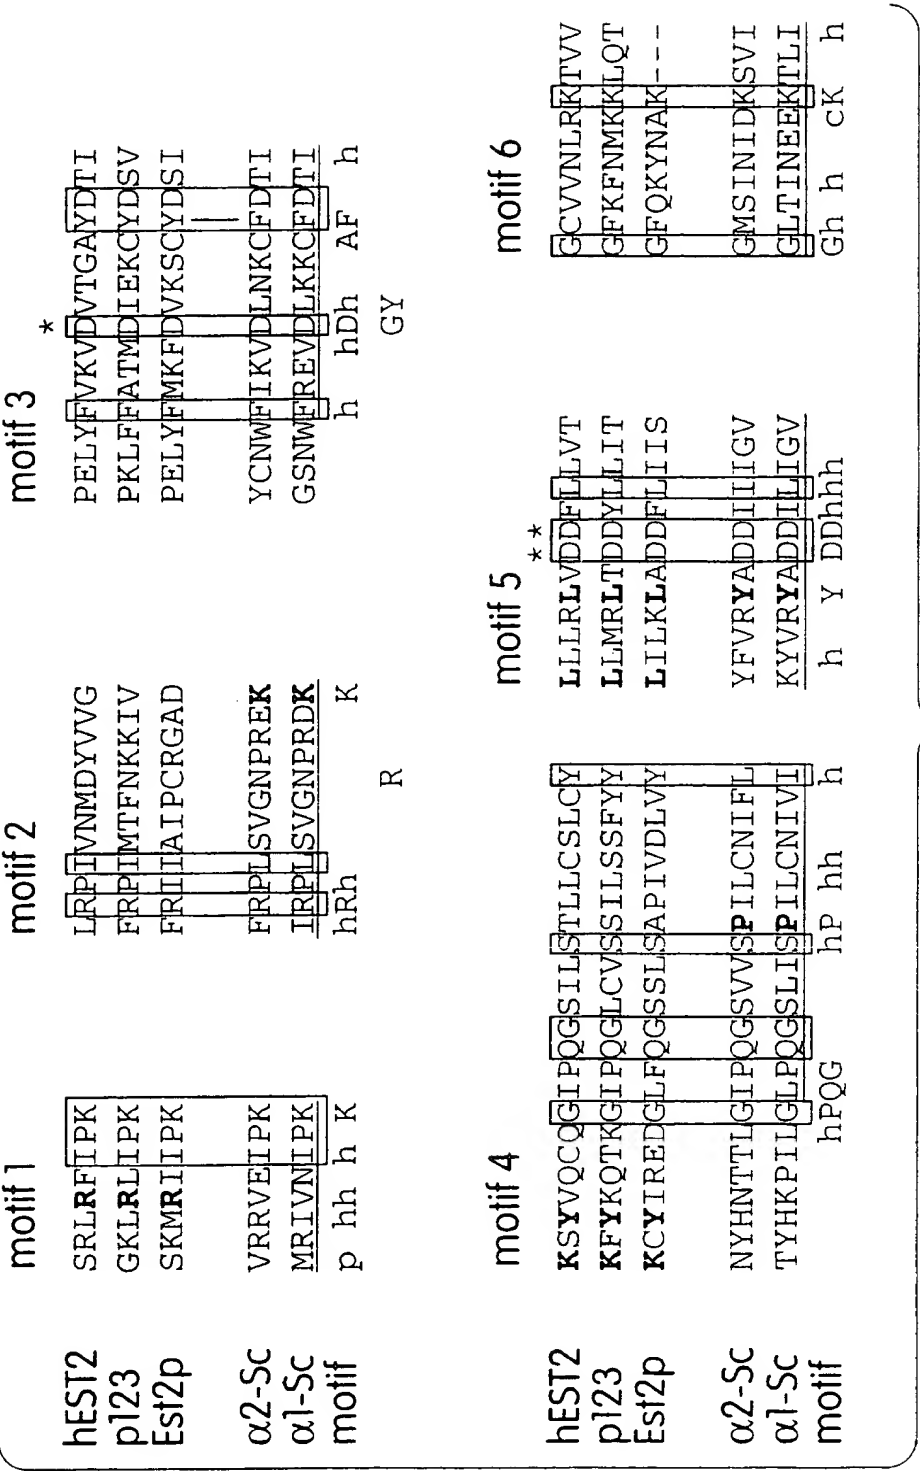 motif 1 motif 2 motif 3
*
hEST2 SRLRFIPK LRPIVNMDYVVG PELYFVKVDVTGAYDTI
p123 GKLRLIPK FRPIMTFNKKIV PKLFFATMDIEKCYDSV
Est2p SKMRIIPK FRIIAIPCRGAD PELYFMKFDVKSCYDSI
α2-Sc VRRVEIPK FRPLSVGNPREK YCNWFIKVDLNKCFDTI
α1-Sc MRIVNIPK IRPLSVGNPRDK GSNWFREVDLKKCFDTI
motif p hh h K hRh K h hDh AF h
R GY
motif 4 motif 5 motif 6
**
hEST2 KSYVQCQGIPQGSILSTLLCSLCY LLLRLVDDFLLVT GCVVNLRKTVV
p123 KFYKQTKGIPQGLCVSSILSSFYY LLMRLTDDYLLIT GFKFNMKKLQT
Est2p KCYIREDGLFQGSSLSAPIVDLVY LILKLADDFLIIS GFQKYNAK---
α2-Sc NYHNTTLGIPQGSVVSPILCNIFL YFVRYADDILIGV GMSINIDKSVI
α1-Sc TYHKPILGLPQGSLISPILCNIVI KYVRYADDILIGV GLTINEEKTLI
motif hPQG hP hh h h Y DDhhh Gh h cK h